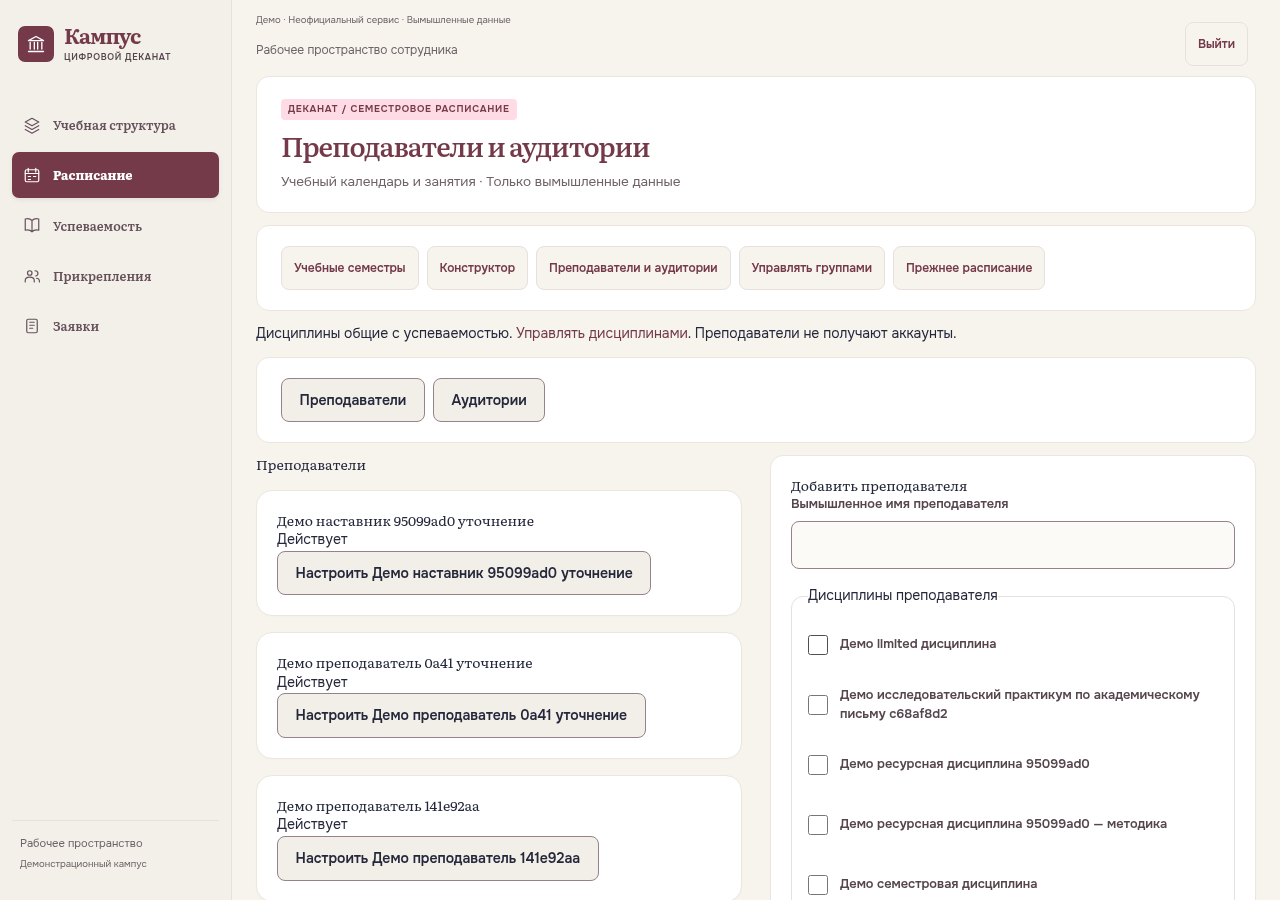 Кампус
ЦИФРОВОЙ ДЕКАНАТ
Учебная структура
Расписание
Успеваемость
Прикрепления
Заявки
Рабочее пространство
Демонстрационный кампус
Демо · Неофициальный сервис · Вымышленные данные
Рабочее пространство сотрудника
Выйти
ДЕКАНАТ / СЕМЕСТРОВОЕ РАСПИСАНИЕ
Преподаватели и аудитории
Учебный календарь и занятия · Только вымышленные данные
Учебные семестры
Конструктор
Преподаватели и аудитории
Управлять группами
Прежнее расписание
Дисциплины общие с успеваемостью. Управлять дисциплинами. Преподаватели не получают аккаунты.
Преподаватели
Аудитории
Преподаватели
Демо наставник 95099ad0 уточнение
Действует
Настроить Демо наставник 95099ad0 уточнение
Демо преподаватель 0a41 уточнение
Действует
Настроить Демо преподаватель 0a41 уточнение
Демо преподаватель 141e92aa
Действует
Настроить Демо преподаватель 141e92aa
Добавить преподавателя
Вымышленное имя преподавателя
Дисциплины преподавателя
Демо limited дисциплина
Демо исследовательский практикум по академическому
письму c68af8d2
Демо ресурсная дисциплина 95099ad0
Демо ресурсная дисциплина 95099ad0 — методика
Демо семестровая дисциплина